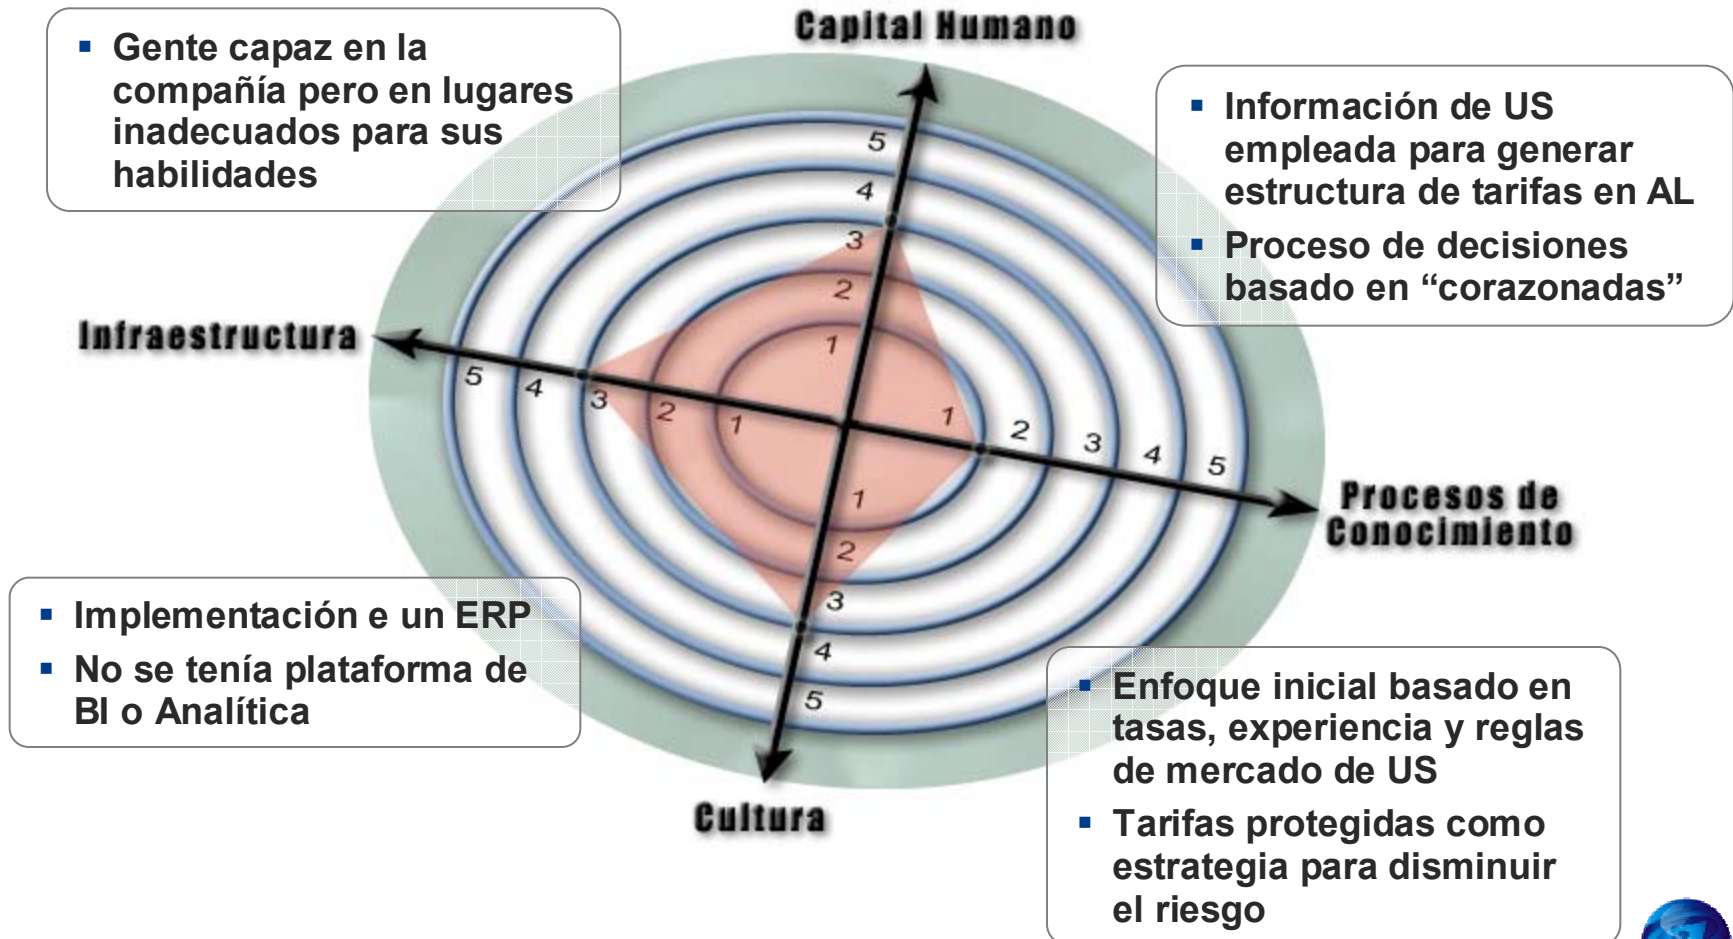 Capital Humano
▪ Gente capaz en la
compañía pero en lugares
inadecuados para sus
habilidades
▪ Información de US
empleada para generar
estructura de tarifas en AL
▪ Proceso de decisiones
basado en “corazonadas”
5
4
3
2
1
Infraestructura
5
4
3
2
1
1
2
3
4
5
Procesos de
Conocimiento
1
2
3
4
5
Cultura
▪ Implementación e un ERP
▪ No se tenía plataforma de
BI o Analítica
▪ Enfoque inicial basado en
tasas, experiencia y reglas
de mercado de US
▪ Tarifas protegidas como
estrategia para disminuir
el riesgo